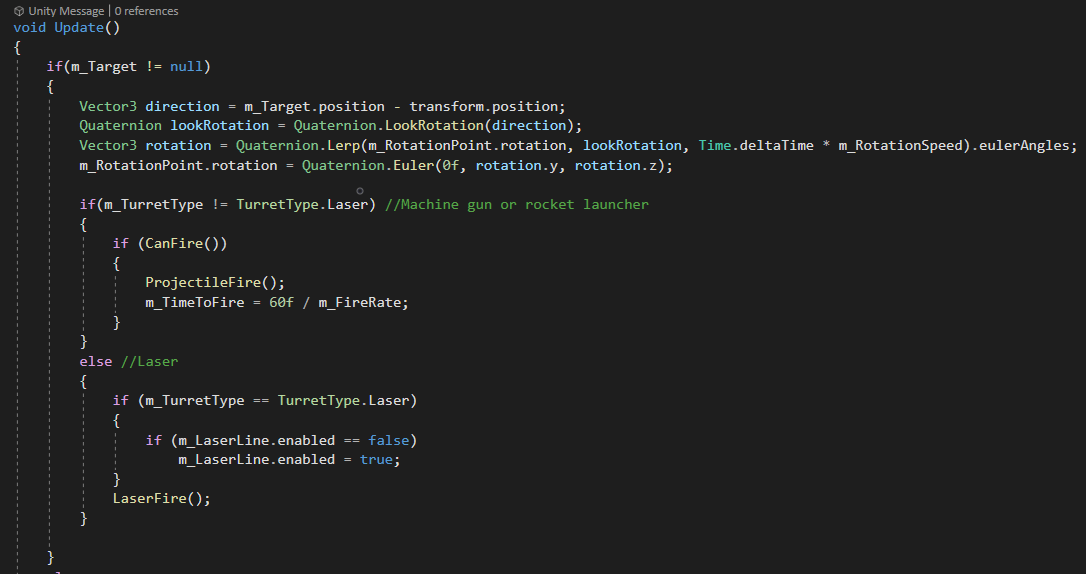 Unity Message | 0 references
void Update()
{
if(m_Target != null)
{
Vector3 direction = m_Target.position - transform.position;
Quaternion lookRotation = Quaternion.LookRotation(direction);
Vector3 rotation = Quaternion.Lerp(m_RotationPoint.rotation, lookRotation, Time.deltaTime * m_RotationSpeed).eulerAngles;
m_RotationPoint.rotation = Quaternion.Euler(0f, rotation.y, rotation.z);
if(m_TurretType != TurretType.Laser) //Machine gun or rocket launcher
{
if (CanFire())
{
ProjectileFire();
m_TimeToFire = 60f / m_FireRate;
}
}
else //Laser
{
if (m_TurretType == TurretType.Laser)
{
if (m_LaserLine.enabled == false)
m_LaserLine.enabled = true;
}
LaserFire();
}
}